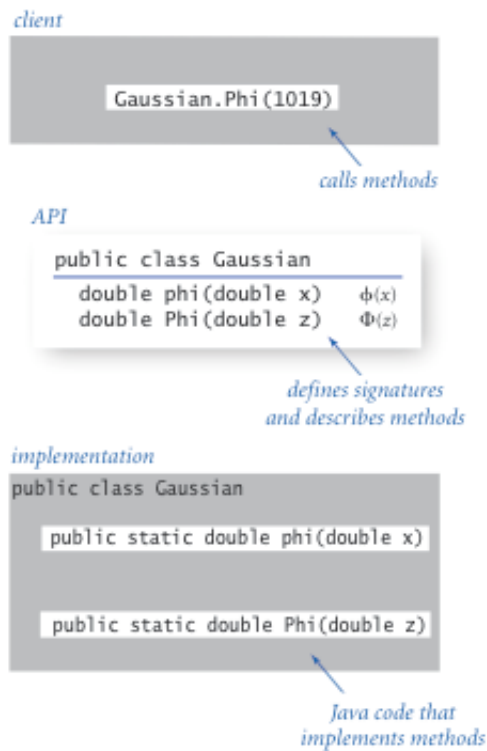 client
Gaussian.Phi(1019)
calls methods
API
public class Gaussian
double phi(double x) ϕ(x)
double Phi(double z) Φ(z)
defines signatures
and describes methods
implementation
public class Gaussian
public static double phi(double x)
public static double Phi(double z)
Java code that
implements methods